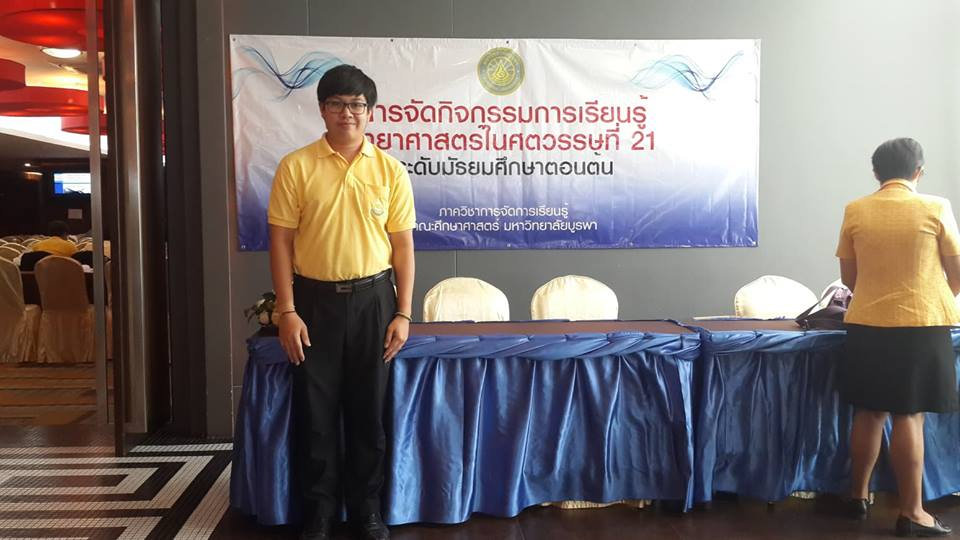 การจัดกิจกรรมการเรียนรู้
ยาศาสตร์ในศตวรรษที่ 21
ระดับมัธยมศึกษาตอนต้น
ภาควิชาการจัดการเรียนรู้
คณะศึกษาศาสตร์ มหาวิทยาลัยบูรพา